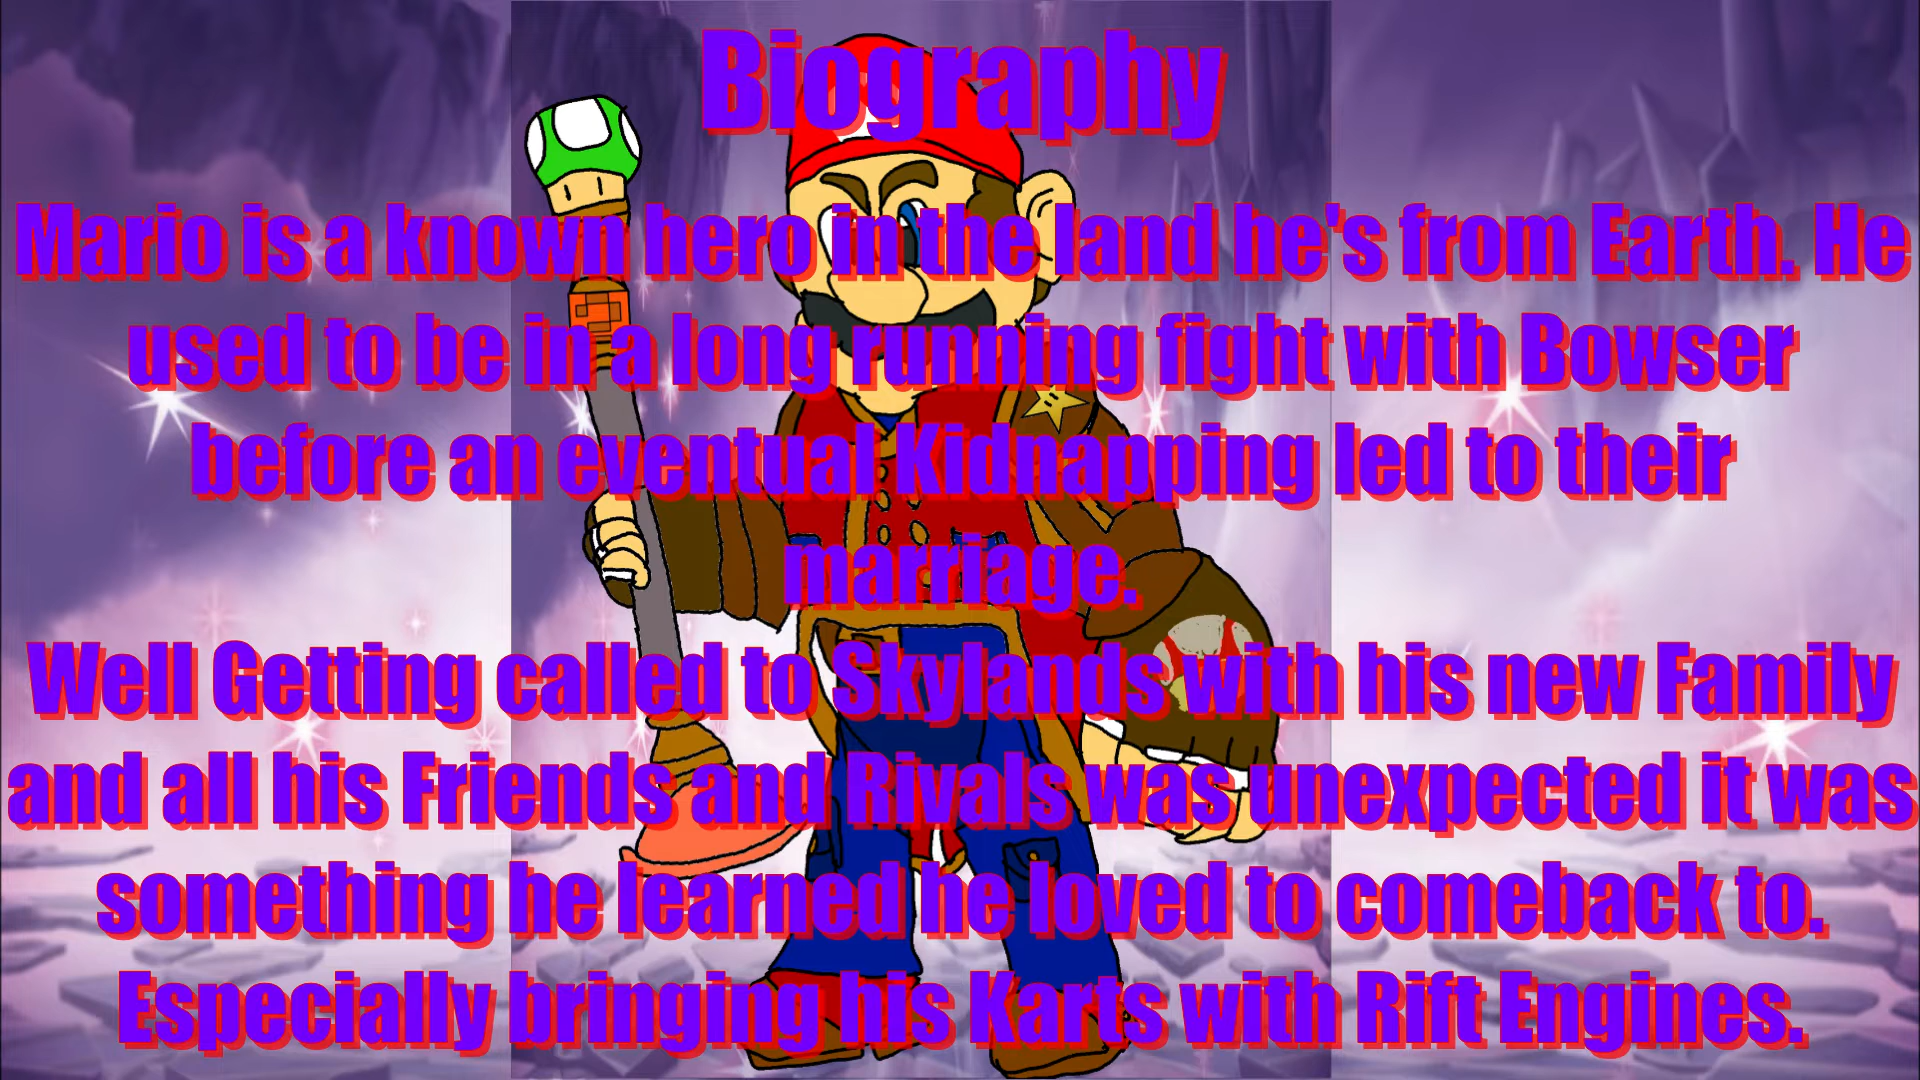 Biography
Mario is a known hero in the land he's from Earth. He
used to be in a long running fight with Bowser
before an eventual Kidnapping led to their
marriage.
Well Getting called to Skylands with his new Family
and all his Friends and Rivals was unexpected it was
something he learned he loved to comeback to.
Especially bringing his Karts with Rift Engines.